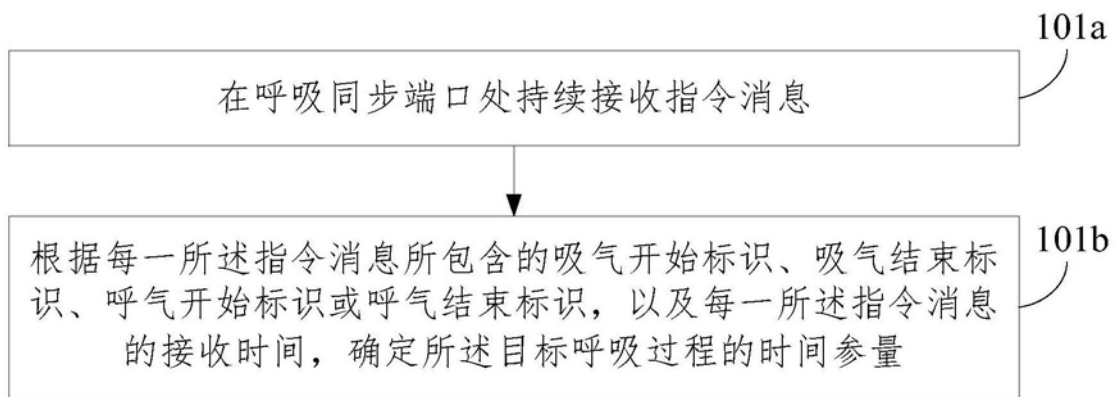 101a
在呼吸同步端口处持续接收指令消息
101b
根据每一所述指令消息所包含的吸气开始标识、吸气结束标
识、呼气开始标识或呼气结束标识，以及每一所述指令消息
的接收时间，确定所述目标呼吸过程的时间参量